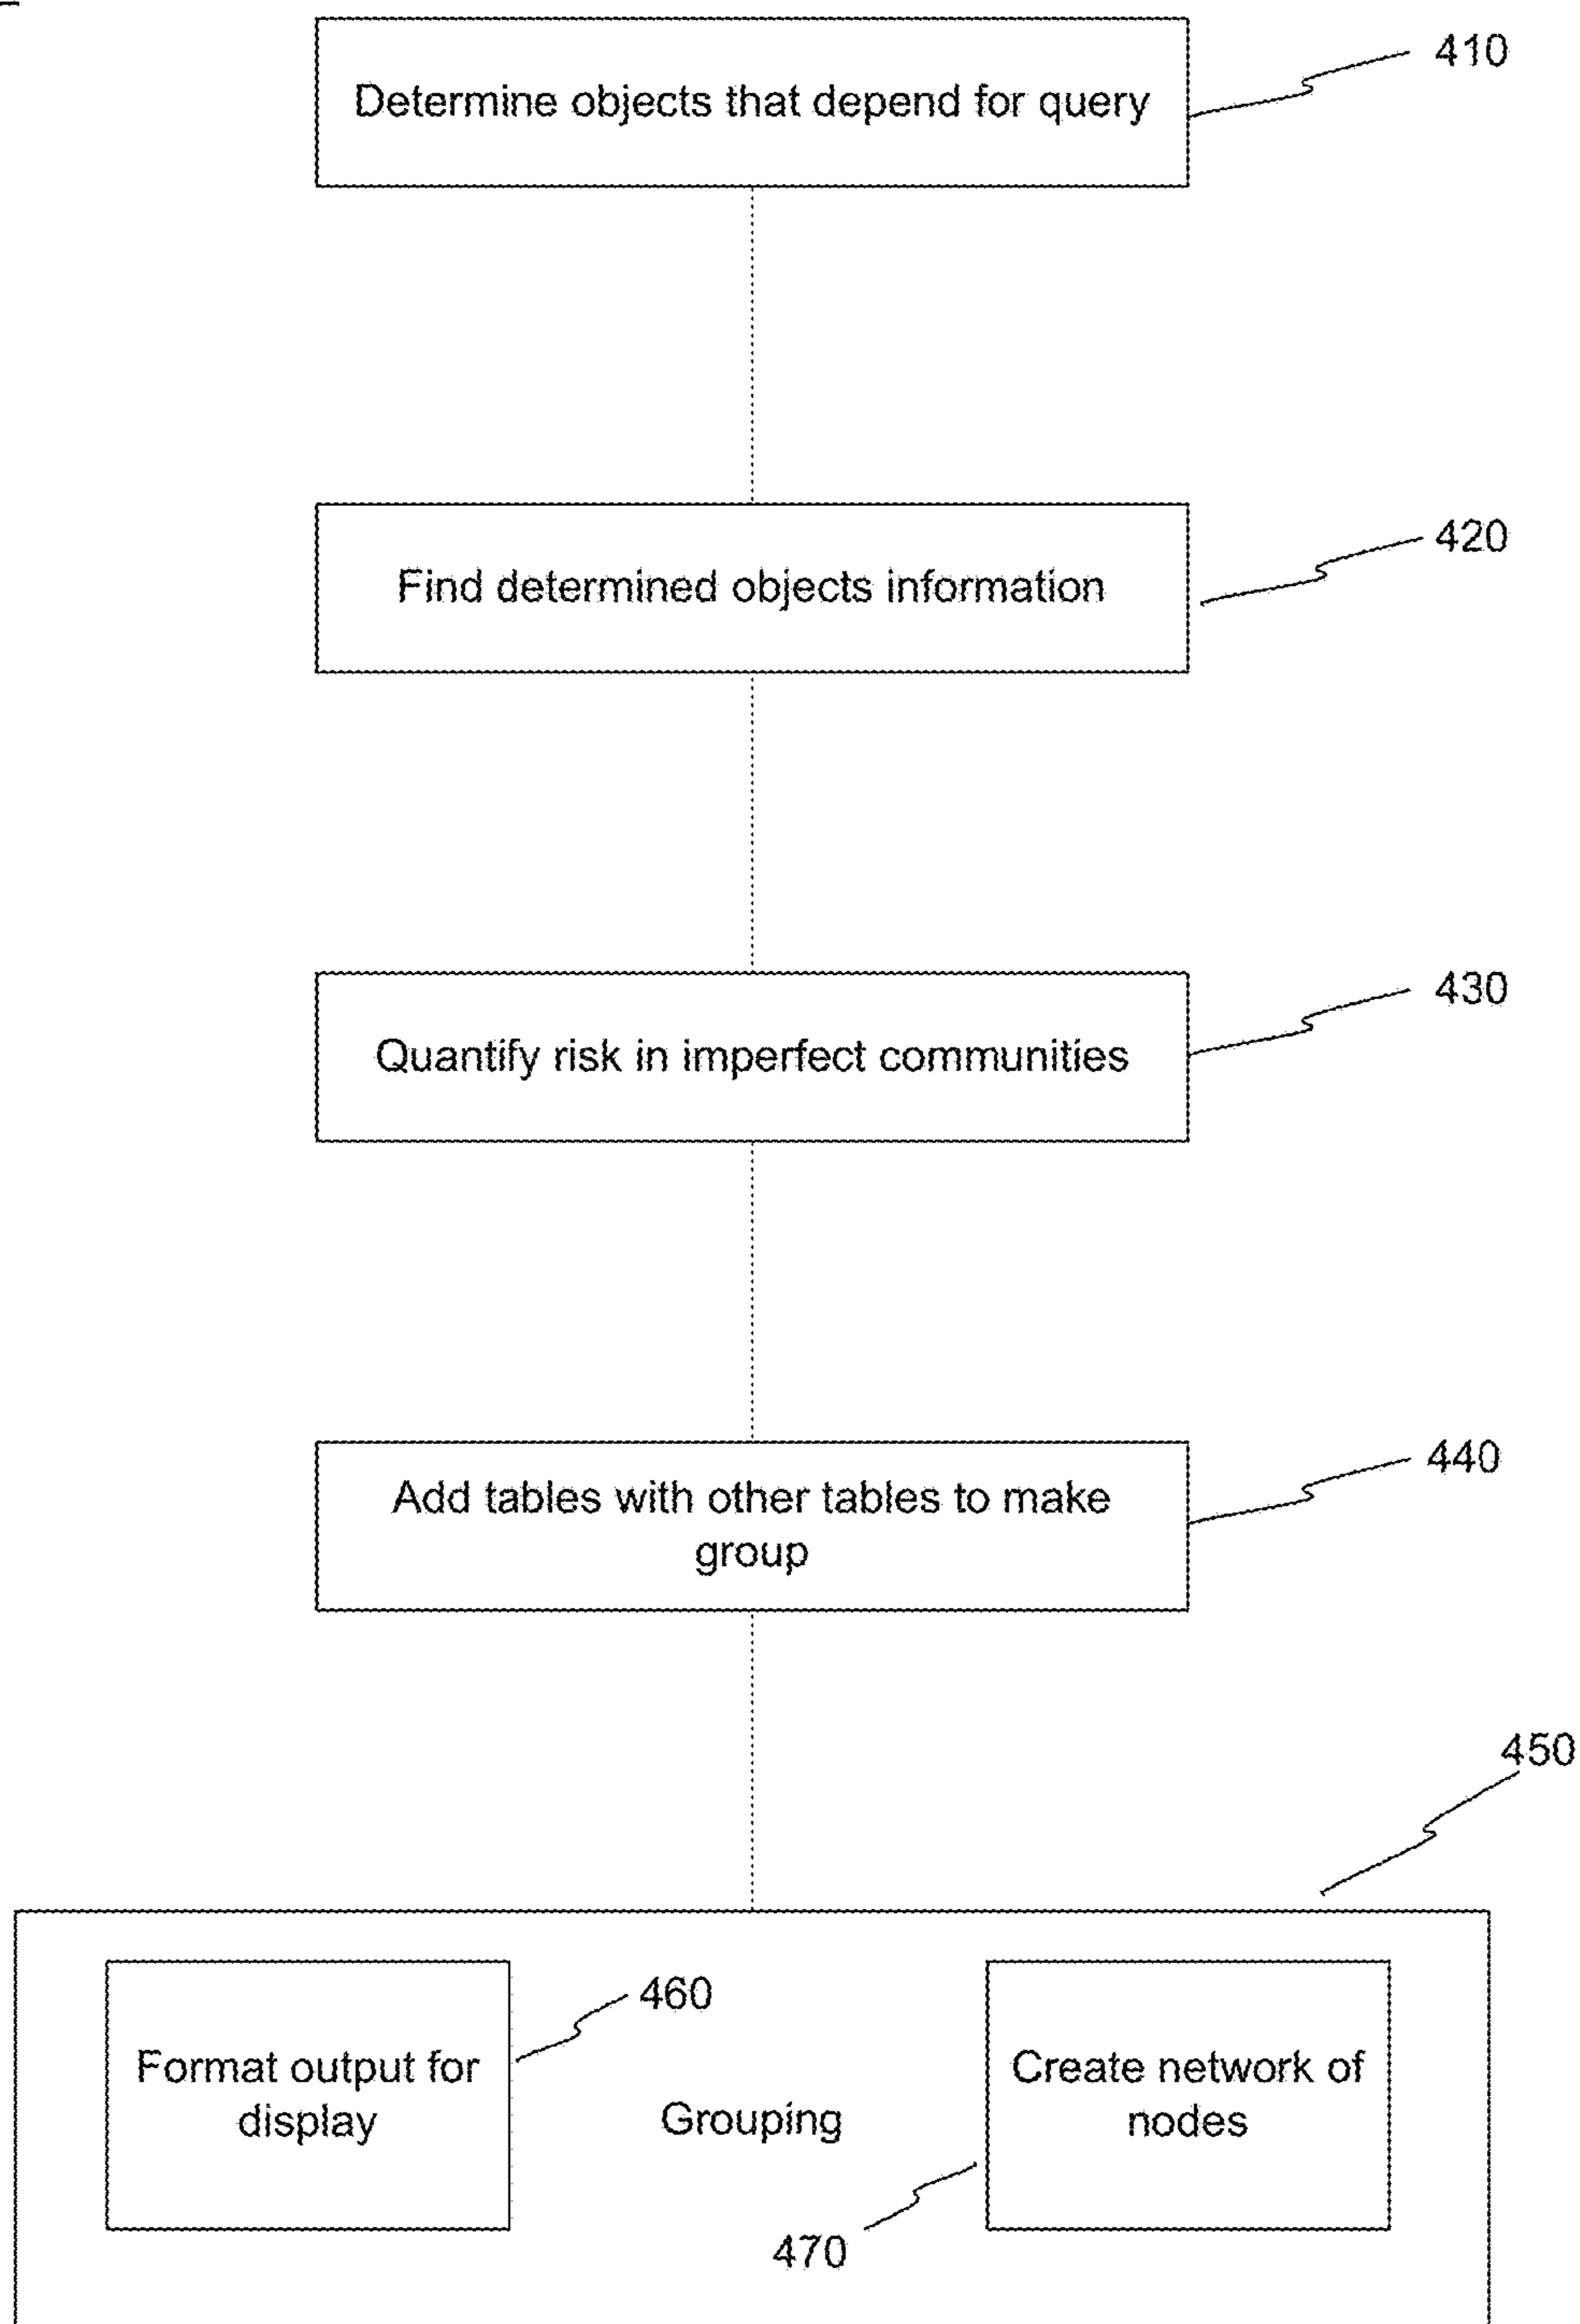 410
Determine objects that depend for query
420
Find determined objects information
430
Quantify risk in imperfect communities
440
Add tables with other tables to make
group
450
460
Format output for
display
Grouping
Create network of
nodes
470